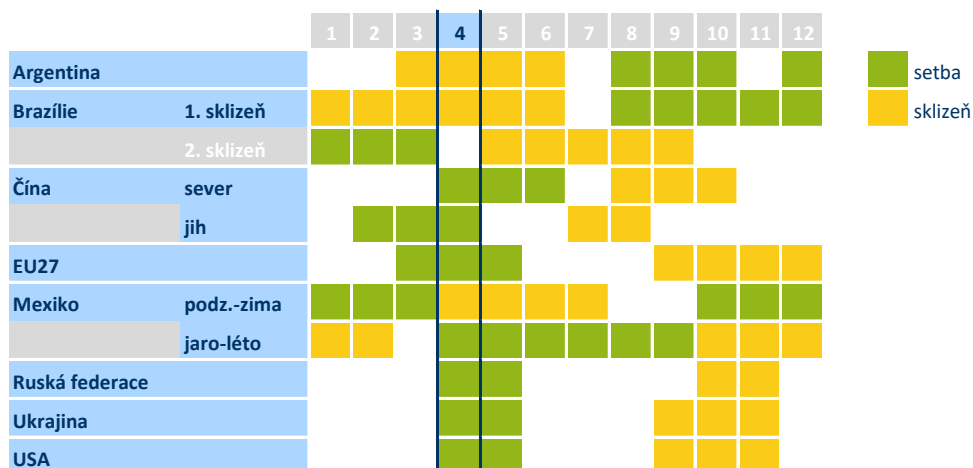 1 2 3 4 5 6 7 8 9 10 11 12
Argentina
setba
Brazílie 1. sklizeň
sklizeň
2. sklizeň
Čína sever
jih
EU27
Mexiko podz.-zima
jaro-léto
Ruská federace
Ukrajina
USA